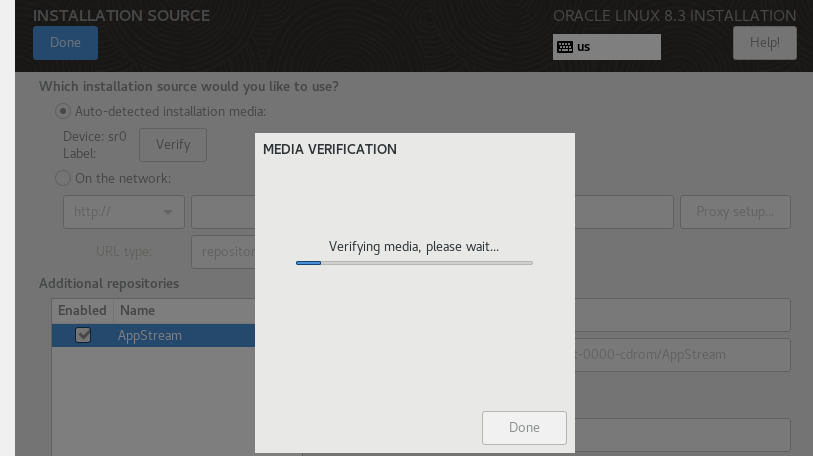 INSTALLATION SOURCE
ORACLE LINUX 8.3 INSTALLATION
Done
us
Help!
Which installation source would you like to use?
Auto-detected installation media:
Device: sr0
Label:
Verify
On the network:
http://
Proxy setup...
URL type:
Additional repositories
Enabled
Name
AppStream
-0000-cdrom/AppStream
MEDIA VERIFICATION
Verifying media, please wait...
Done